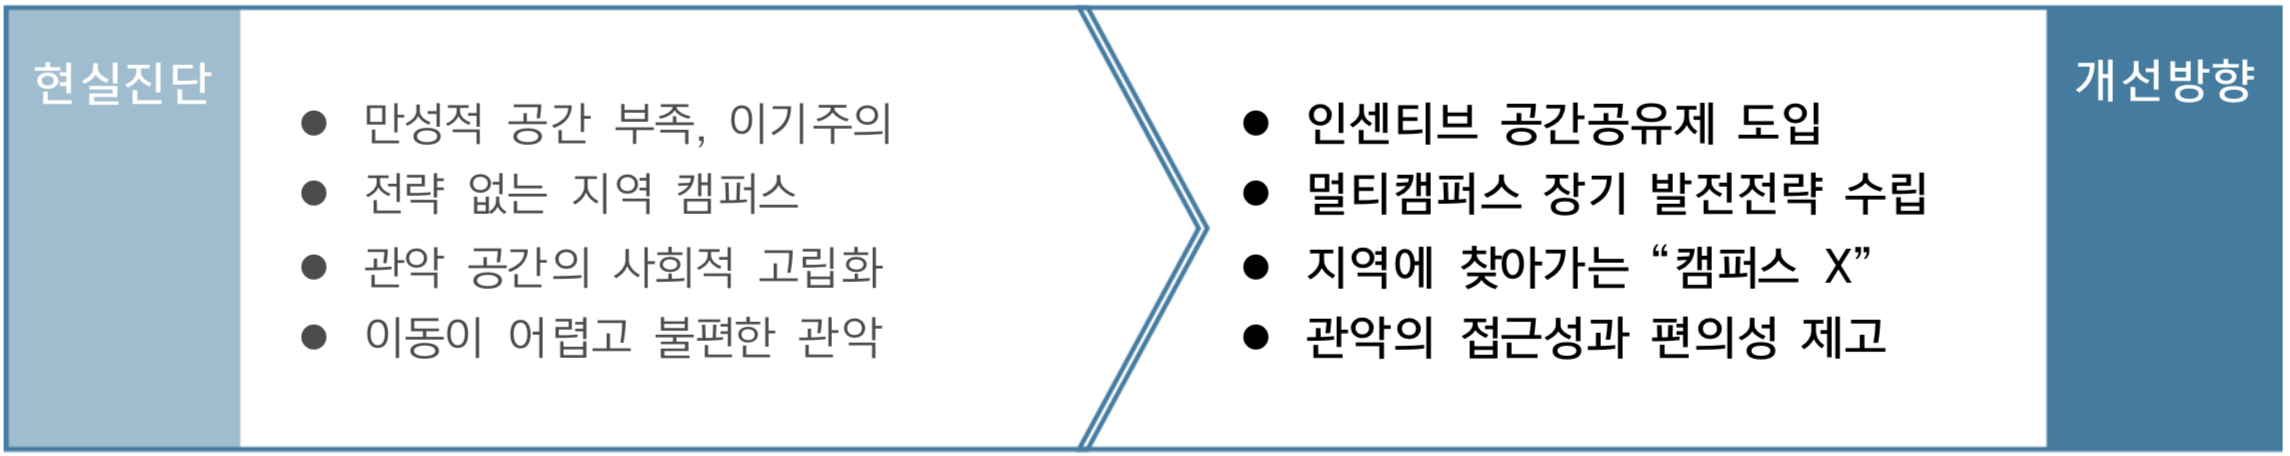 현실진단
● 만성적 공간 부족, 이기주의
● 전략 없는 지역 캠퍼스
● 관악 공간의 사회적 고립화
● 이동이 어렵고 불편한 관악
● 인센티브 공간공유제 도입
● 멀티캠퍼스 장기 발전전략 수립
● 지역에 찾아가는 “캠퍼스 X”
● 관악의 접근성과 편의성 제고
개선방향